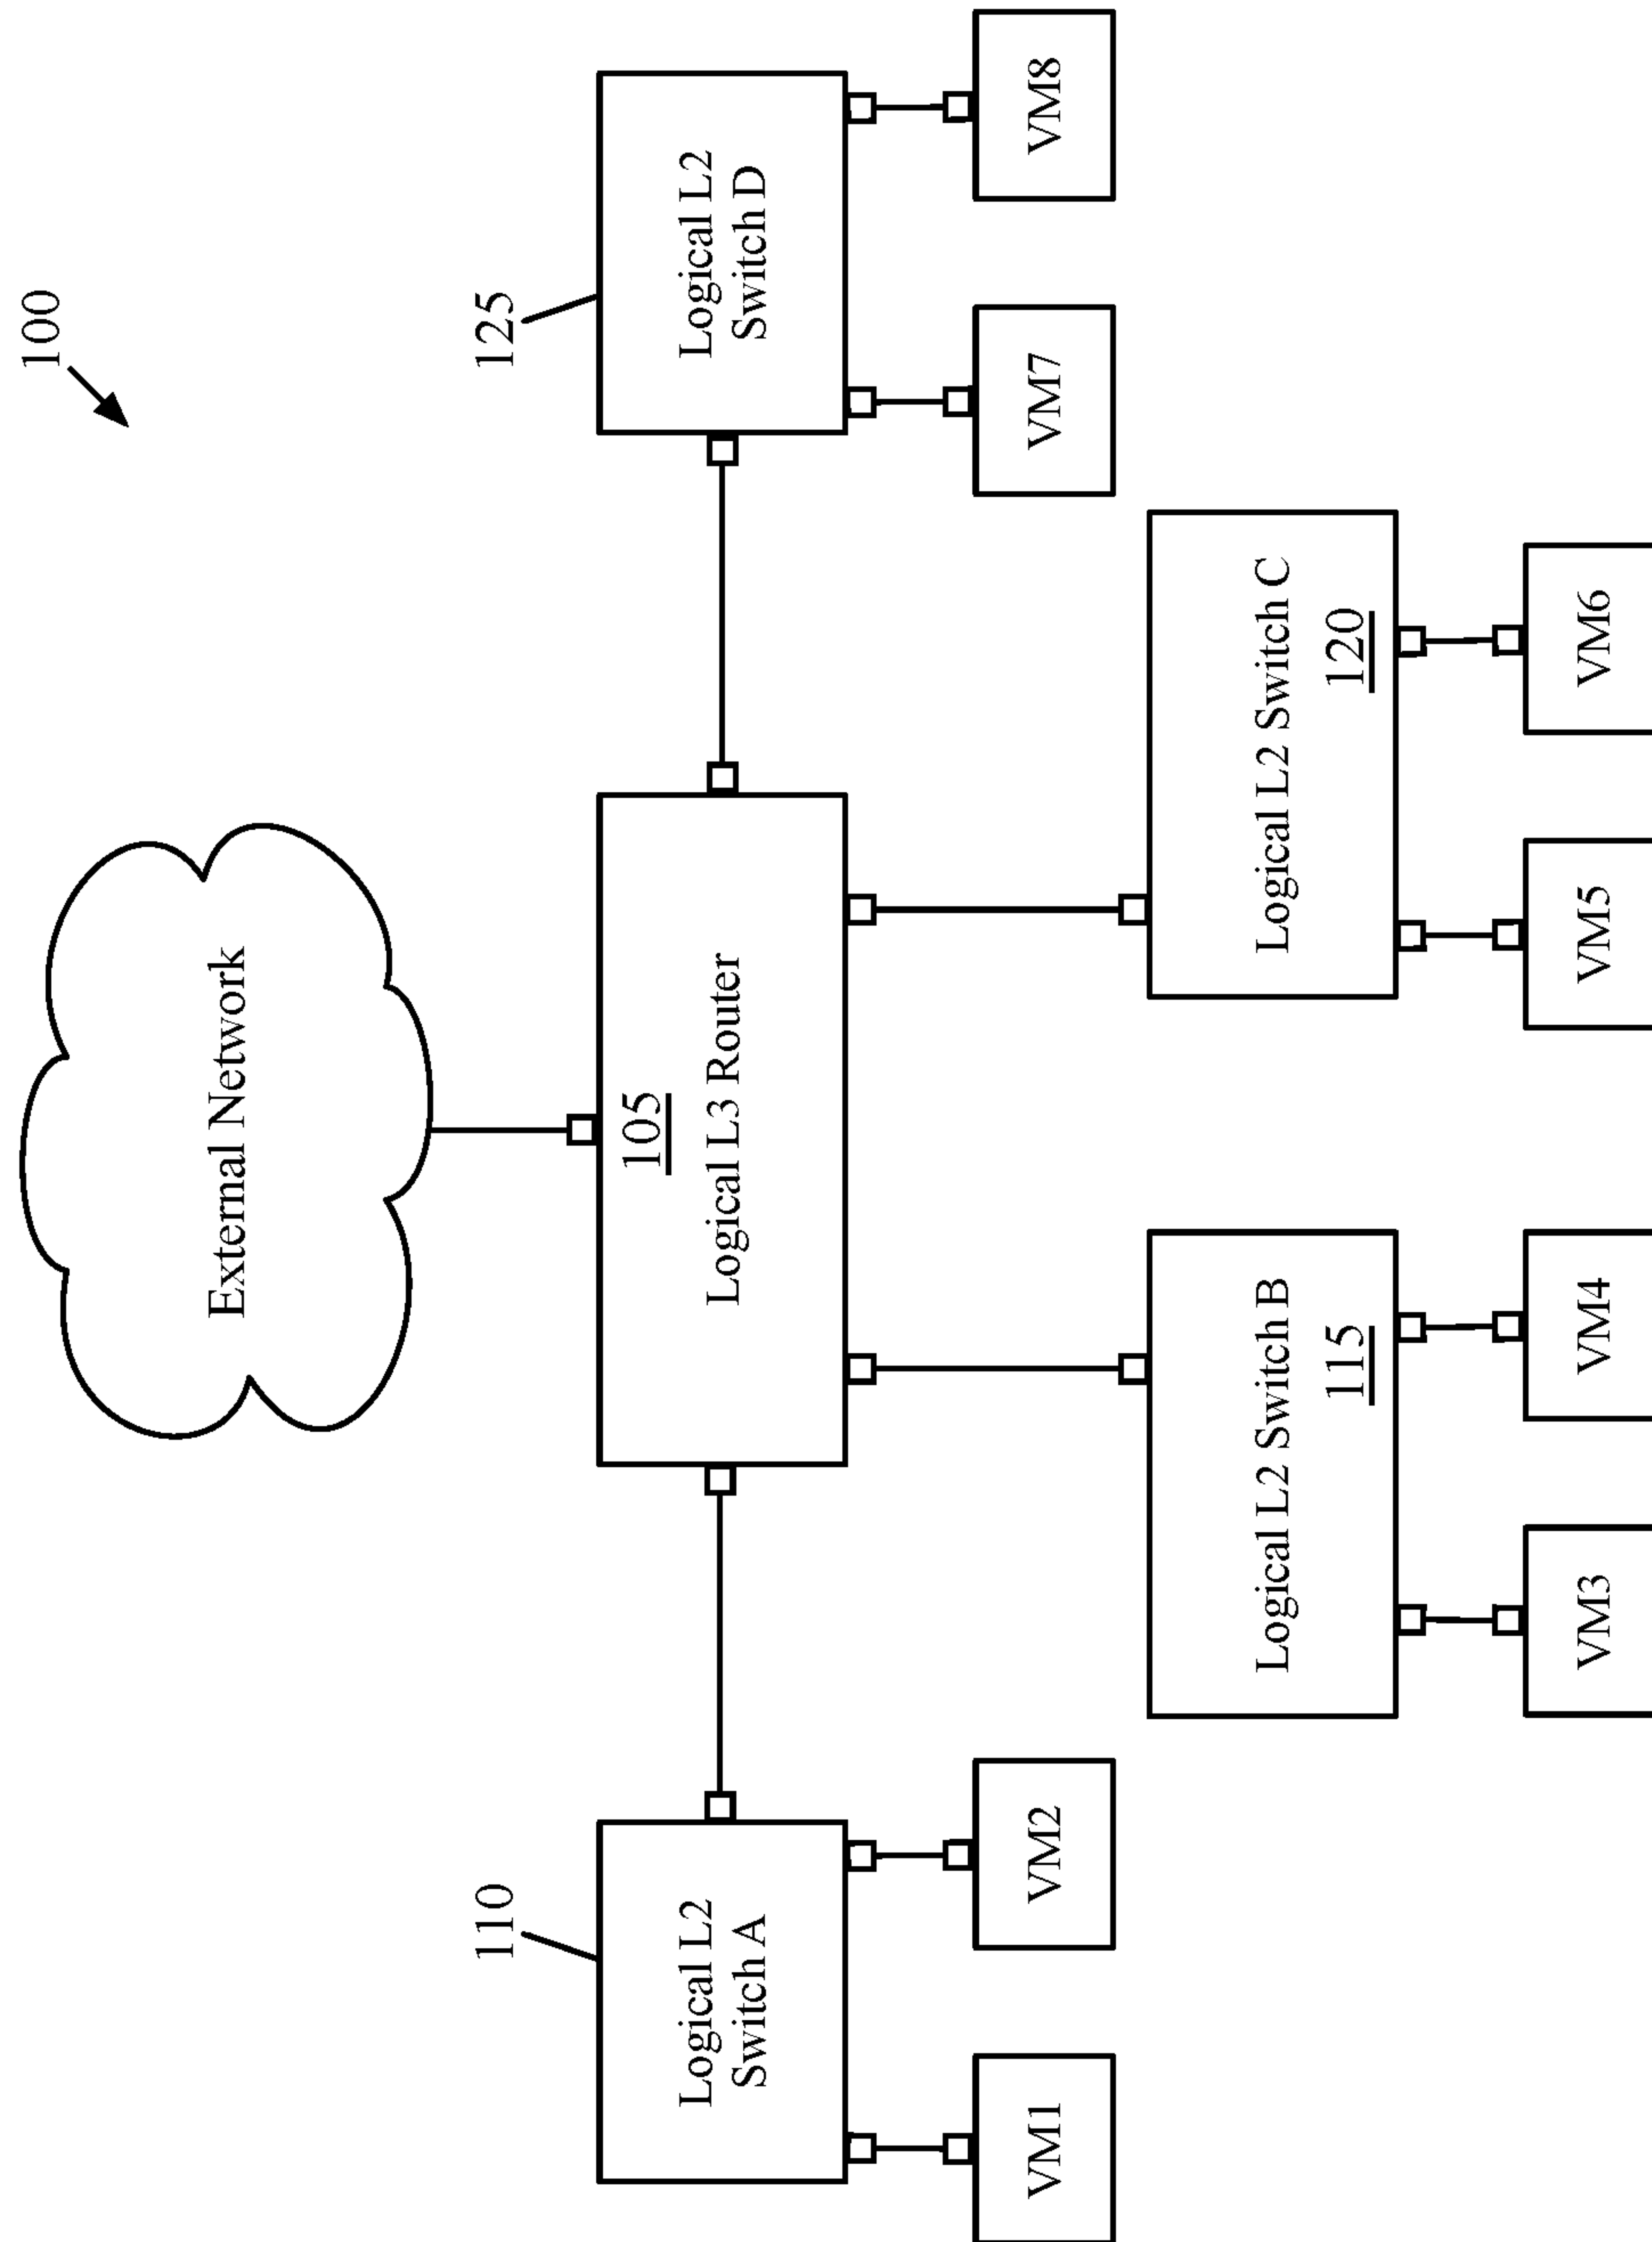 100
External Network
110
125
Logical L2
Switch A
105
Logical L3 Router
Logical L2
Switch D
VM1
VM2
VM7
VM8
Logical L2 Switch B
115
Logical L2 Switch C
120
VM3
VM4
VM5
VM6